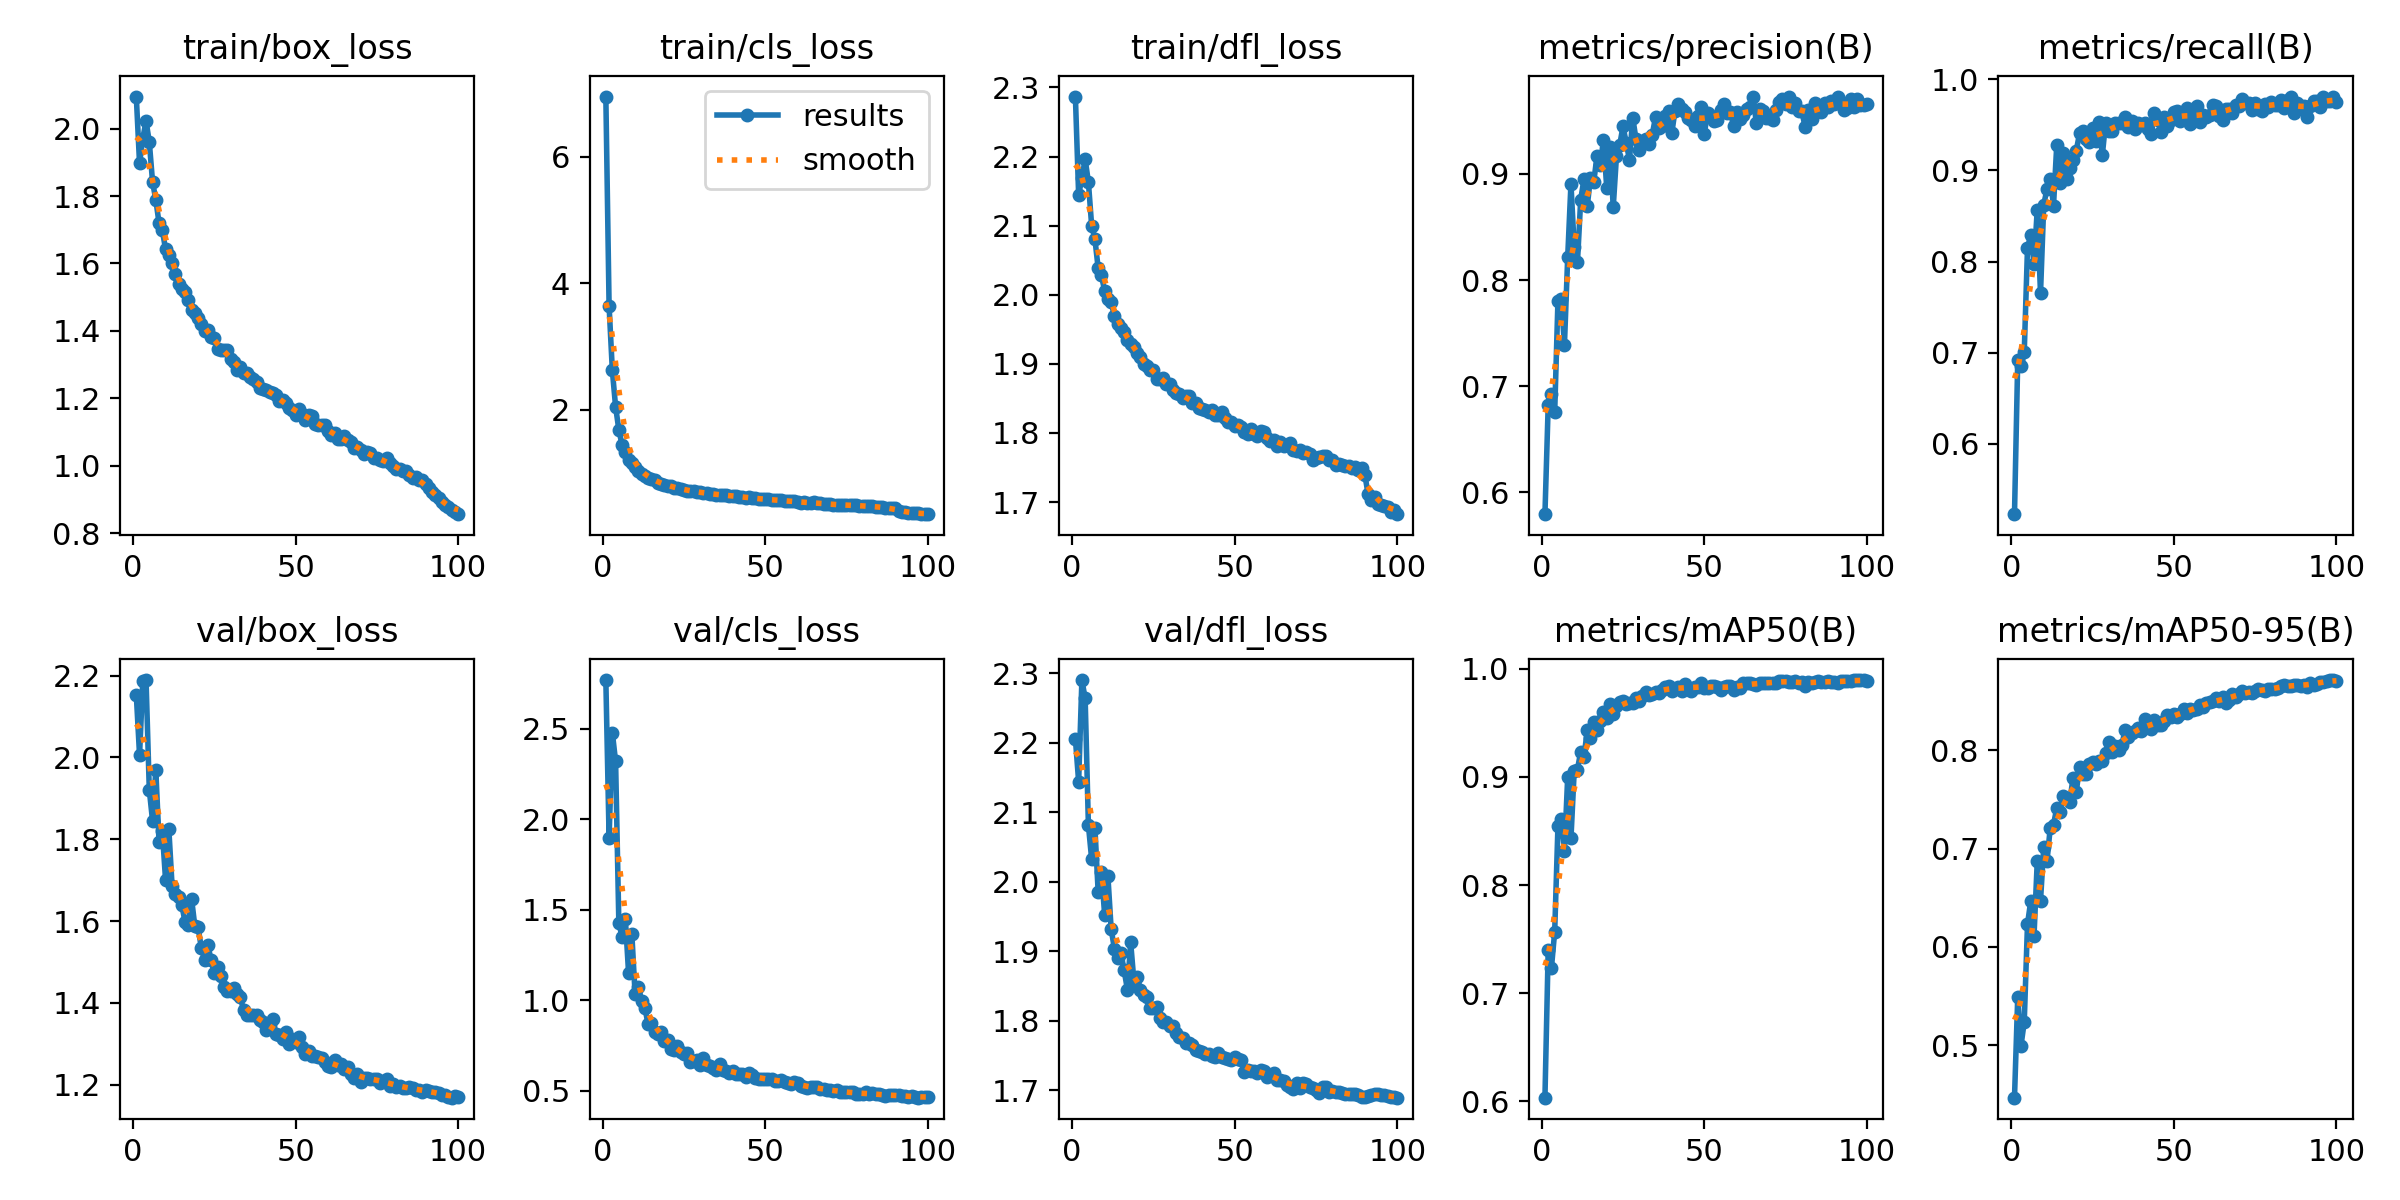 train/box_loss
2.0
1.8
1.6
1.4
1.2
1.0
0.8
0 50 100
train/cls_loss
results
smooth
6
4
2
0 50 100
train/dfl_loss
2.3
2.2
2.1
2.0
1.9
1.8
1.7
0 50 100
metrics/precision(B)
0.9
0.8
0.7
0.6
0 50 100
metrics/recall(B)
1.0
0.9
0.8
0.7
0.6
0 50 100
val/box_loss
2.2
2.0
1.8
1.6
1.4
1.2
0 50 100
val/cls_loss
2.5
2.0
1.5
1.0
0.5
0 50 100
val/dfl_loss
2.3
2.2
2.1
2.0
1.9
1.8
1.7
0 50 100
metrics/mAP50(B)
1.0
0.9
0.8
0.7
0.6
0 50 100
metrics/mAP50-95(B)
0.8
0.7
0.6
0.5
0 50 100